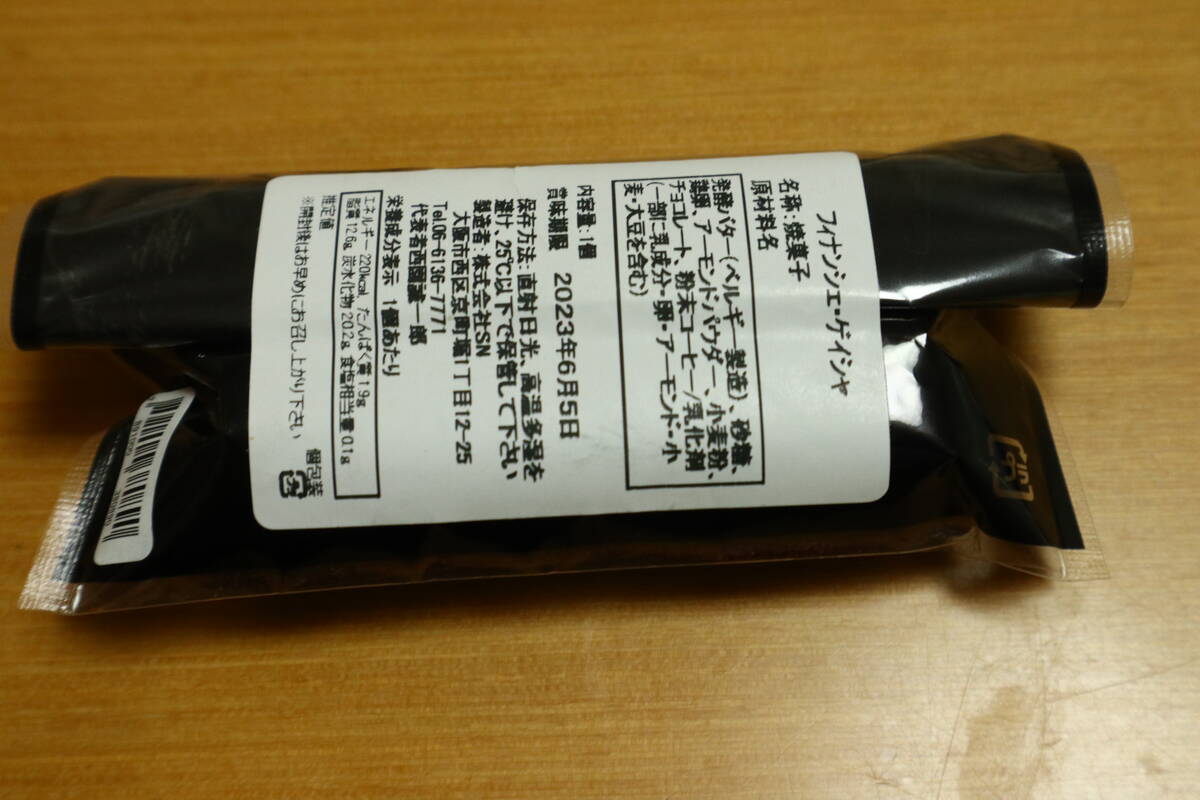 フィナンシェ・ゲイシャ
名称:焼菓子
原材料名
発酵バター(ベルギー製造)、砂糖、
鶏卵、アーモンドパウダー、小麦粉、
チョコレート、粉末コーヒー/乳化剤
(一部に乳成分・卵・アーモンド・小
麦・大豆を含む)
内容量:1個
賞味期限 2023年6月5日
保存方法:直射日光、高温多湿を
避け、25℃以下で保管して下さい
製造者:株式会社SN
大阪市西区京町堀1丁目12-25
Tel.06-6136-7771
代表者西園誠一郎
栄養成分表示 1個あたり
エネルギー 220kcal, たんぱく質 1.9g
脂質 12.6g 炭水化物 20.2g 食塩相当量 0.1g
推定値
※開封後はお早めにお召し上がり下さい
個包装
プラ